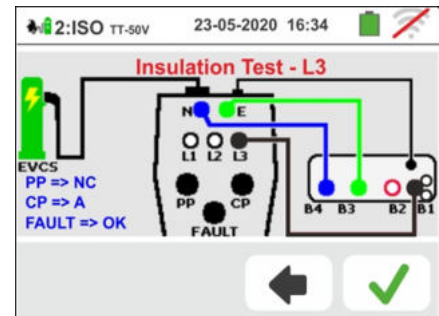 2:ISO TT-50V 23-05-2020 16:34
Insulation Test - L3
N E
L1 L2 L3
EVCS
PP => NC
CP => A
FAULT => OK
PP CP
FAULT
B4 B3 B2 B1